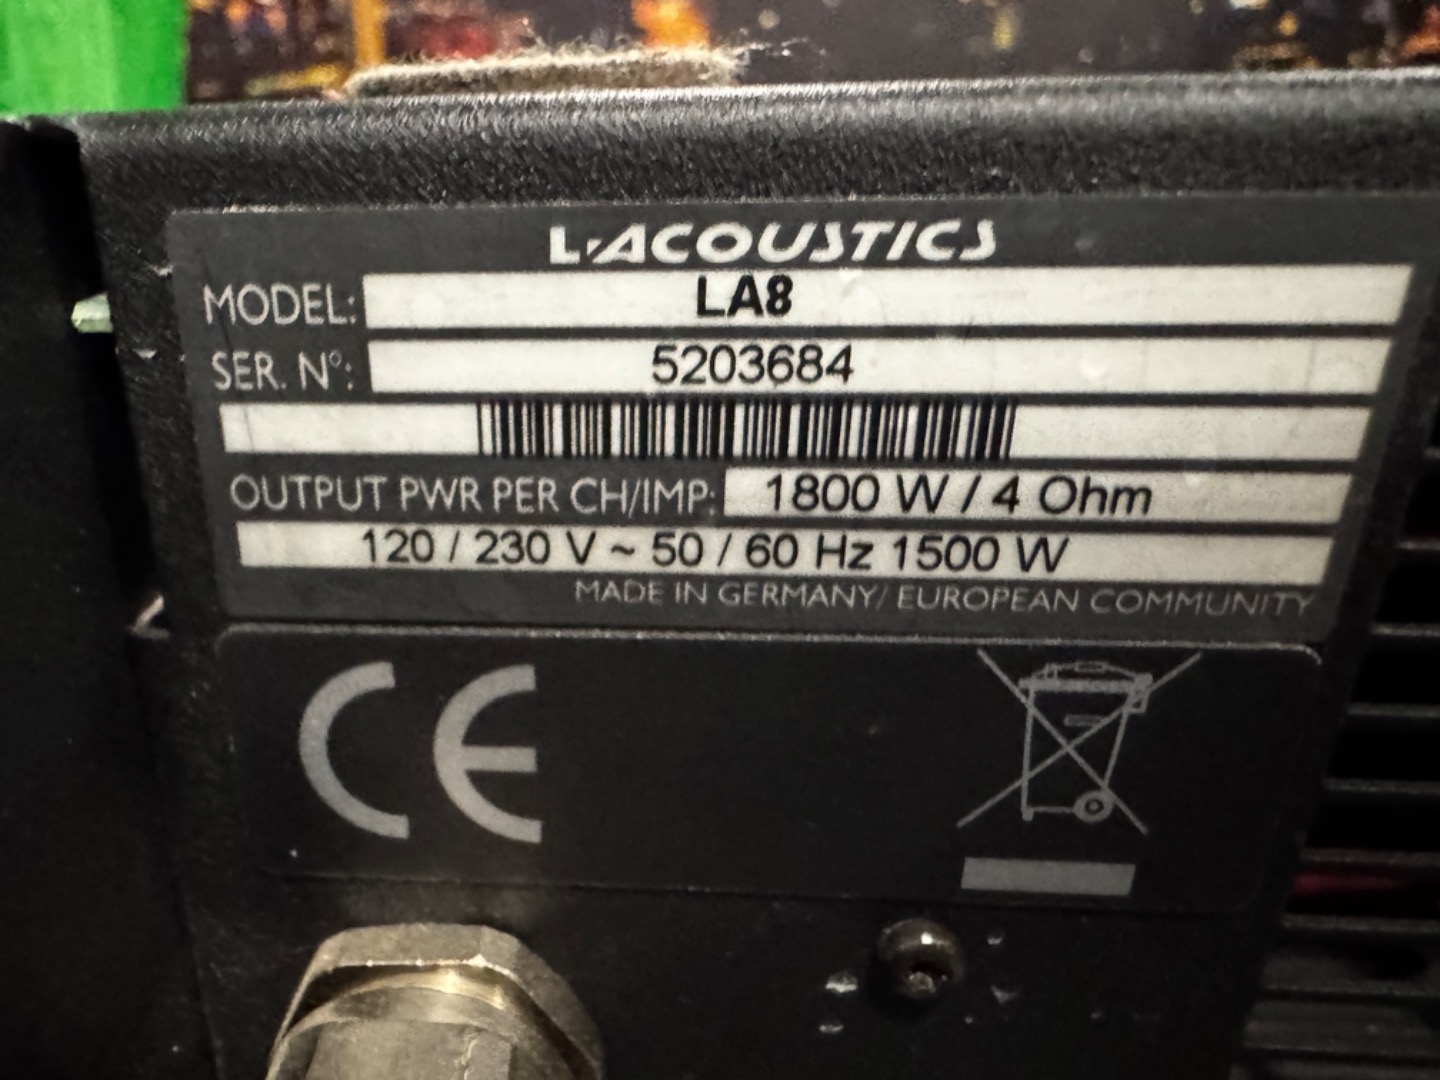 L-ACOUSTICS
MODEL: LA8
SER. N°: 5203684
OUTPUT PWR PER CH/IMP: 1800 W / 4 Ohm
120 / 230 V ~ 50 / 60 Hz 1500 W
MADE IN GERMANY/ EUROPEAN COMMUNITY
CE